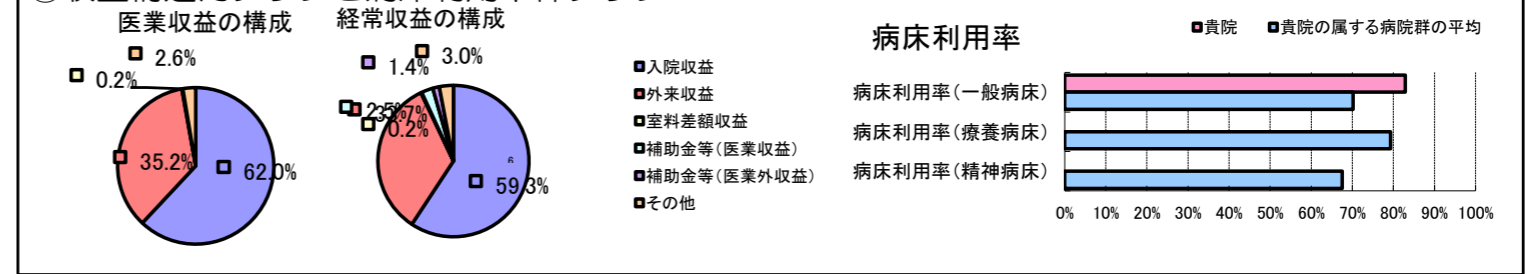 医業収益の構成
2.6%
0.2%
35.2%
62.0%
経常収益の構成
3.0%
1.4%
2.5%
33.7%
0.2%
59.3%
入院収益
外来収益
室料差額収益
補助金等(医業収益)
補助金等(医業外収益)
その他
病床利用率
貴院
貴院の属する病院群の平均
病床利用率(一般病床)
病床利用率(療養病床)
病床利用率(精神病床)
0% 10% 20% 30% 40% 50% 60% 70% 80% 90% 100%